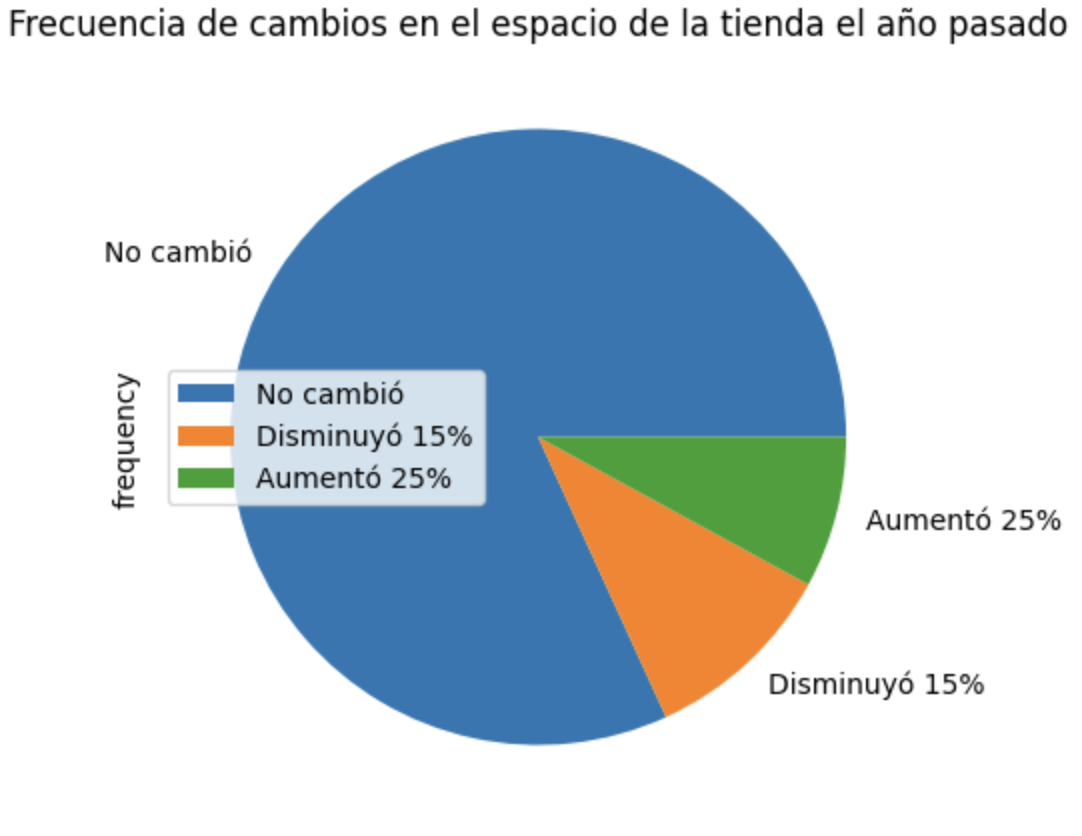 Frecuencia de cambios en el espacio de la tienda el año pasado
No cambió
frequency
No cambió
Disminuyó 15%
Aumentó 25%
Aumentó 25%
Disminuyó 15%